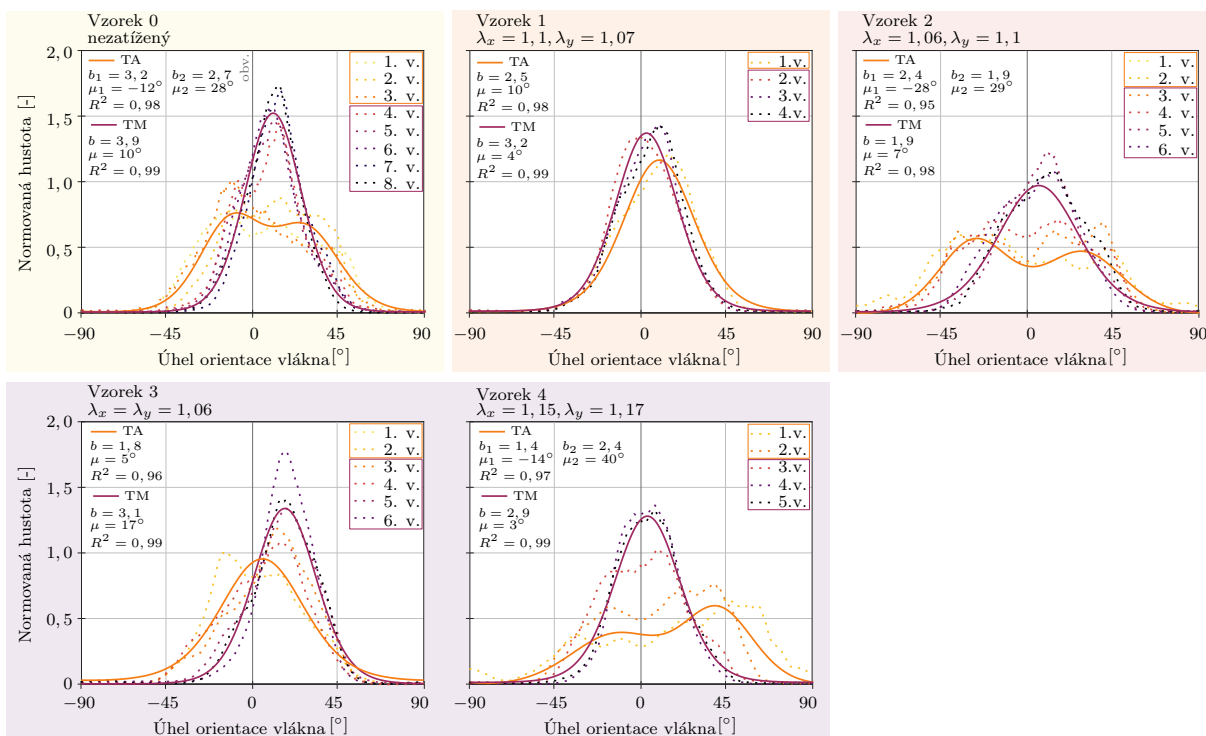 Vzorek 0
nezatížený
Normovaná hustota [-]
2, 0
1, 5
1, 0
0, 5
0
TA
b₁ = 3, 2 b₂ = 2, 7
μ₁ = −12° μ₂ = 28°
R² = 0, 98
TM
b = 3, 9
μ = 10°
R² = 0, 99
obv.
1. v.
2. v.
3. v.
4. v.
5. v.
6. v.
7. v.
8. v.
−90 −45 0 45 90
Úhel orientace vlákna[°]
Vzorek 1
λₓ = 1, 1, λᵧ = 1, 07
TA
b = 2, 5
μ = 10°
R² = 0, 98
TM
b = 3, 2
μ = 4°
R² = 0, 99
1.v.
2.v.
3.v.
4.v.
−90 −45 0 45 90
Úhel orientace vlákna[°]
Vzorek 2
λₓ = 1, 06, λᵧ = 1, 1
TA
b₁ = 2, 4 b₂ = 1, 9
μ₁ = −28° μ₂ = 29°
R² = 0, 95
TM
b = 1, 9
μ = 7°
R² = 0, 98
1. v.
2. v.
3. v.
4. v.
5. v.
6. v.
−90 −45 0 45 90
Úhel orientace vlákna[°]
Vzorek 3
λₓ = λᵧ = 1, 06
Normovaná hustota [-]
2, 0
1, 5
1, 0
0, 5
0
TA
b = 1, 8
μ = 5°
R² = 0, 96
TM
b = 3, 1
μ = 17°
R² = 0, 99
1. v.
2. v.
3. v.
4. v.
5. v.
6. v.
−90 −45 0 45 90
Úhel orientace vlákna[°]
Vzorek 4
λₓ = 1, 15, λᵧ = 1, 17
TA
b₁ = 1, 4 b₂ = 2, 4
μ₁ = −14° μ₂ = 40°
R² = 0, 97
TM
b = 2, 9
μ = 3°
R² = 0, 99
1.v.
2.v.
3.v.
4.v.
5.v.
−90 −45 0 45 90
Úhel orientace vlákna[°]